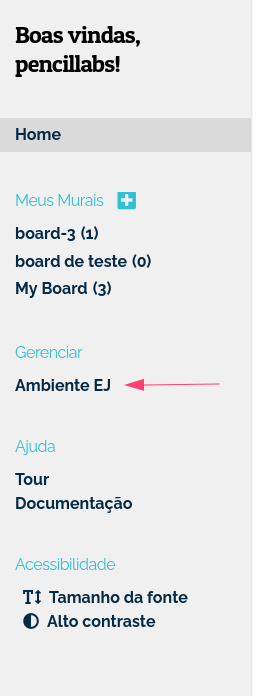 Boas vindas,
pencillabs!
Home
Meus Murais
board-3 (1)
board de teste (0)
My Board (3)
Gerenciar
Ambiente EJ
Ajuda
Tour
Documentação
Acessibilidade
Tamanho da fonte
Alto contraste